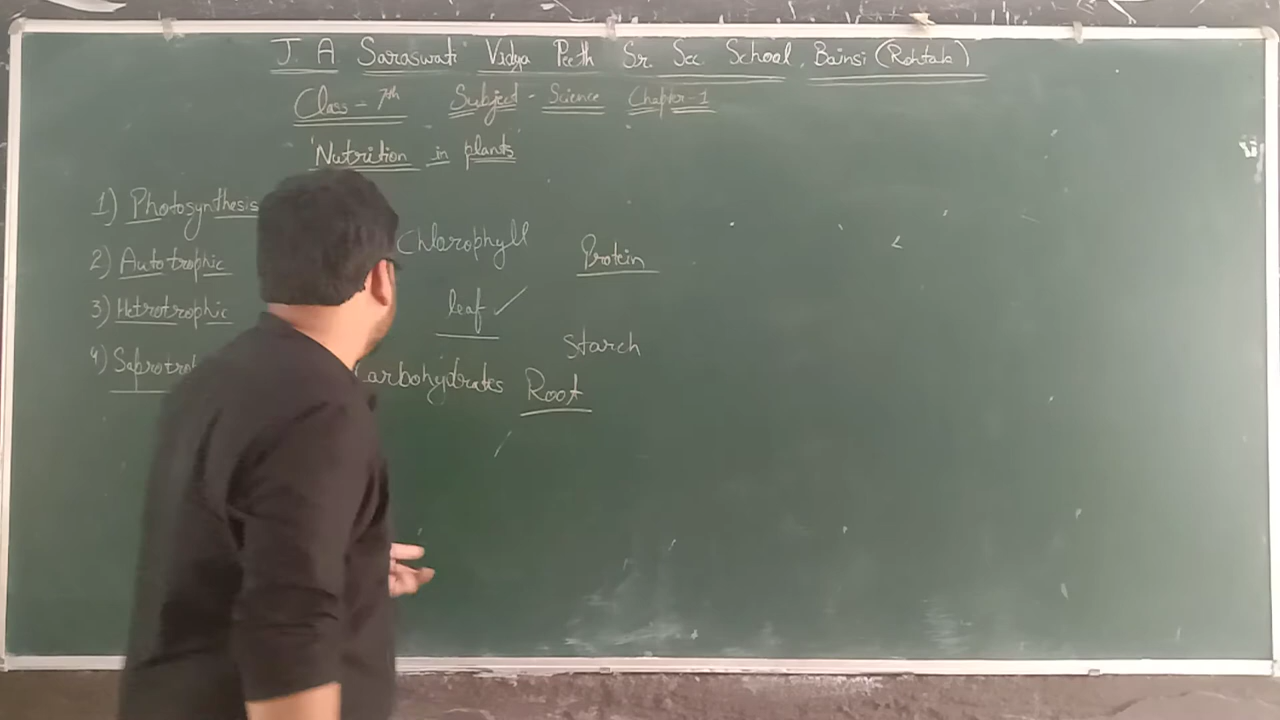 J. A. Saraswati Vidya Peeth Sr. Sec. School, Bainsi (Rohtak)
Class - 7th Subject - Science Chapter-1
'Nutrition in plants
1) Photosynthesis
Chlorophyll
Protein
2) Autotrophic
3) Hetrotrophic
leaf ✓
Starch
4) Saprotro
Carbohydrates Root